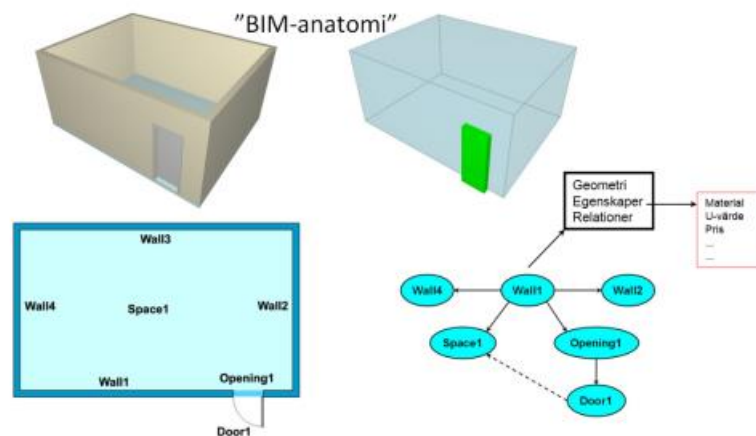 ”BIM-anatomi”
Geometri
Egenskaper
Relationer
Material
U-värde
Pris
...
...
Wall3
Wall4
Space1
Wall2
Wall1
Opening1
Door1
Wall4
Wall1
Wall2
Space1
Opening1
Door1